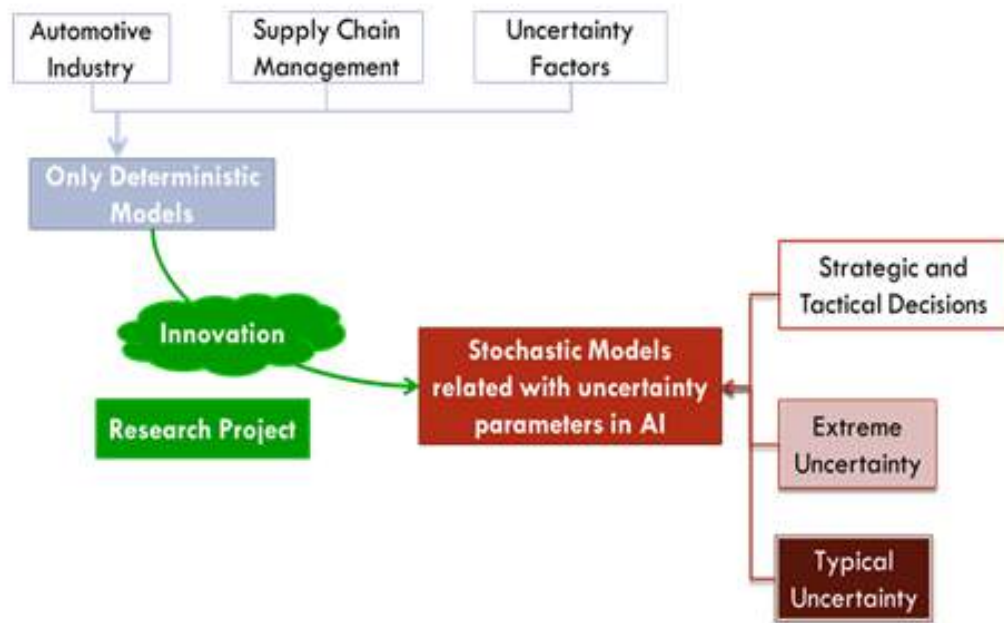 Automotive
Industry
Supply Chain
Management
Uncertainty
Factors
Only Deterministic
Models
Innovation
Research Project
Stochastic Models
related with uncertainty
parameters in AI
Strategic and
Tactical Decisions
Extreme
Uncertainty
Typical
Uncertainty